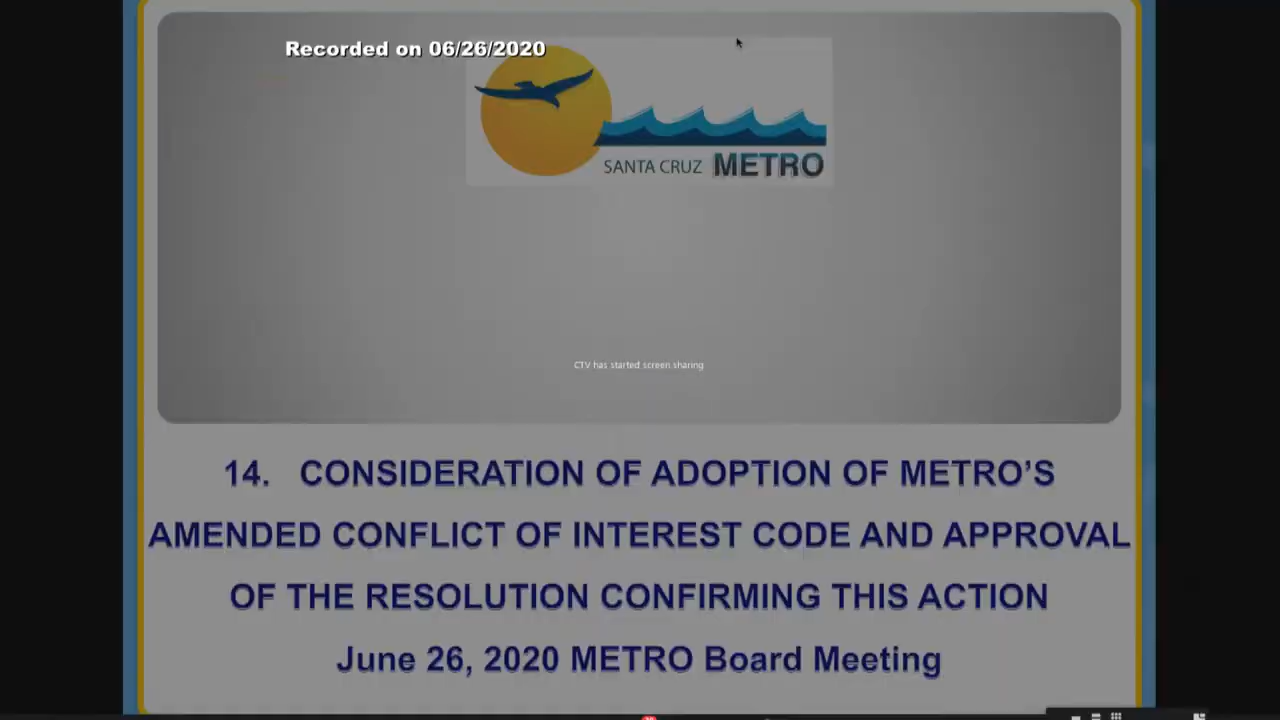 Recorded on 06/26/2020
SANTA CRUZ METRO
CTV has started screen sharing
14. CONSIDERATION OF ADOPTION OF METRO’S
AMENDED CONFLICT OF INTEREST CODE AND APPROVAL
OF THE RESOLUTION CONFIRMING THIS ACTION
June 26, 2020 METRO Board Meeting